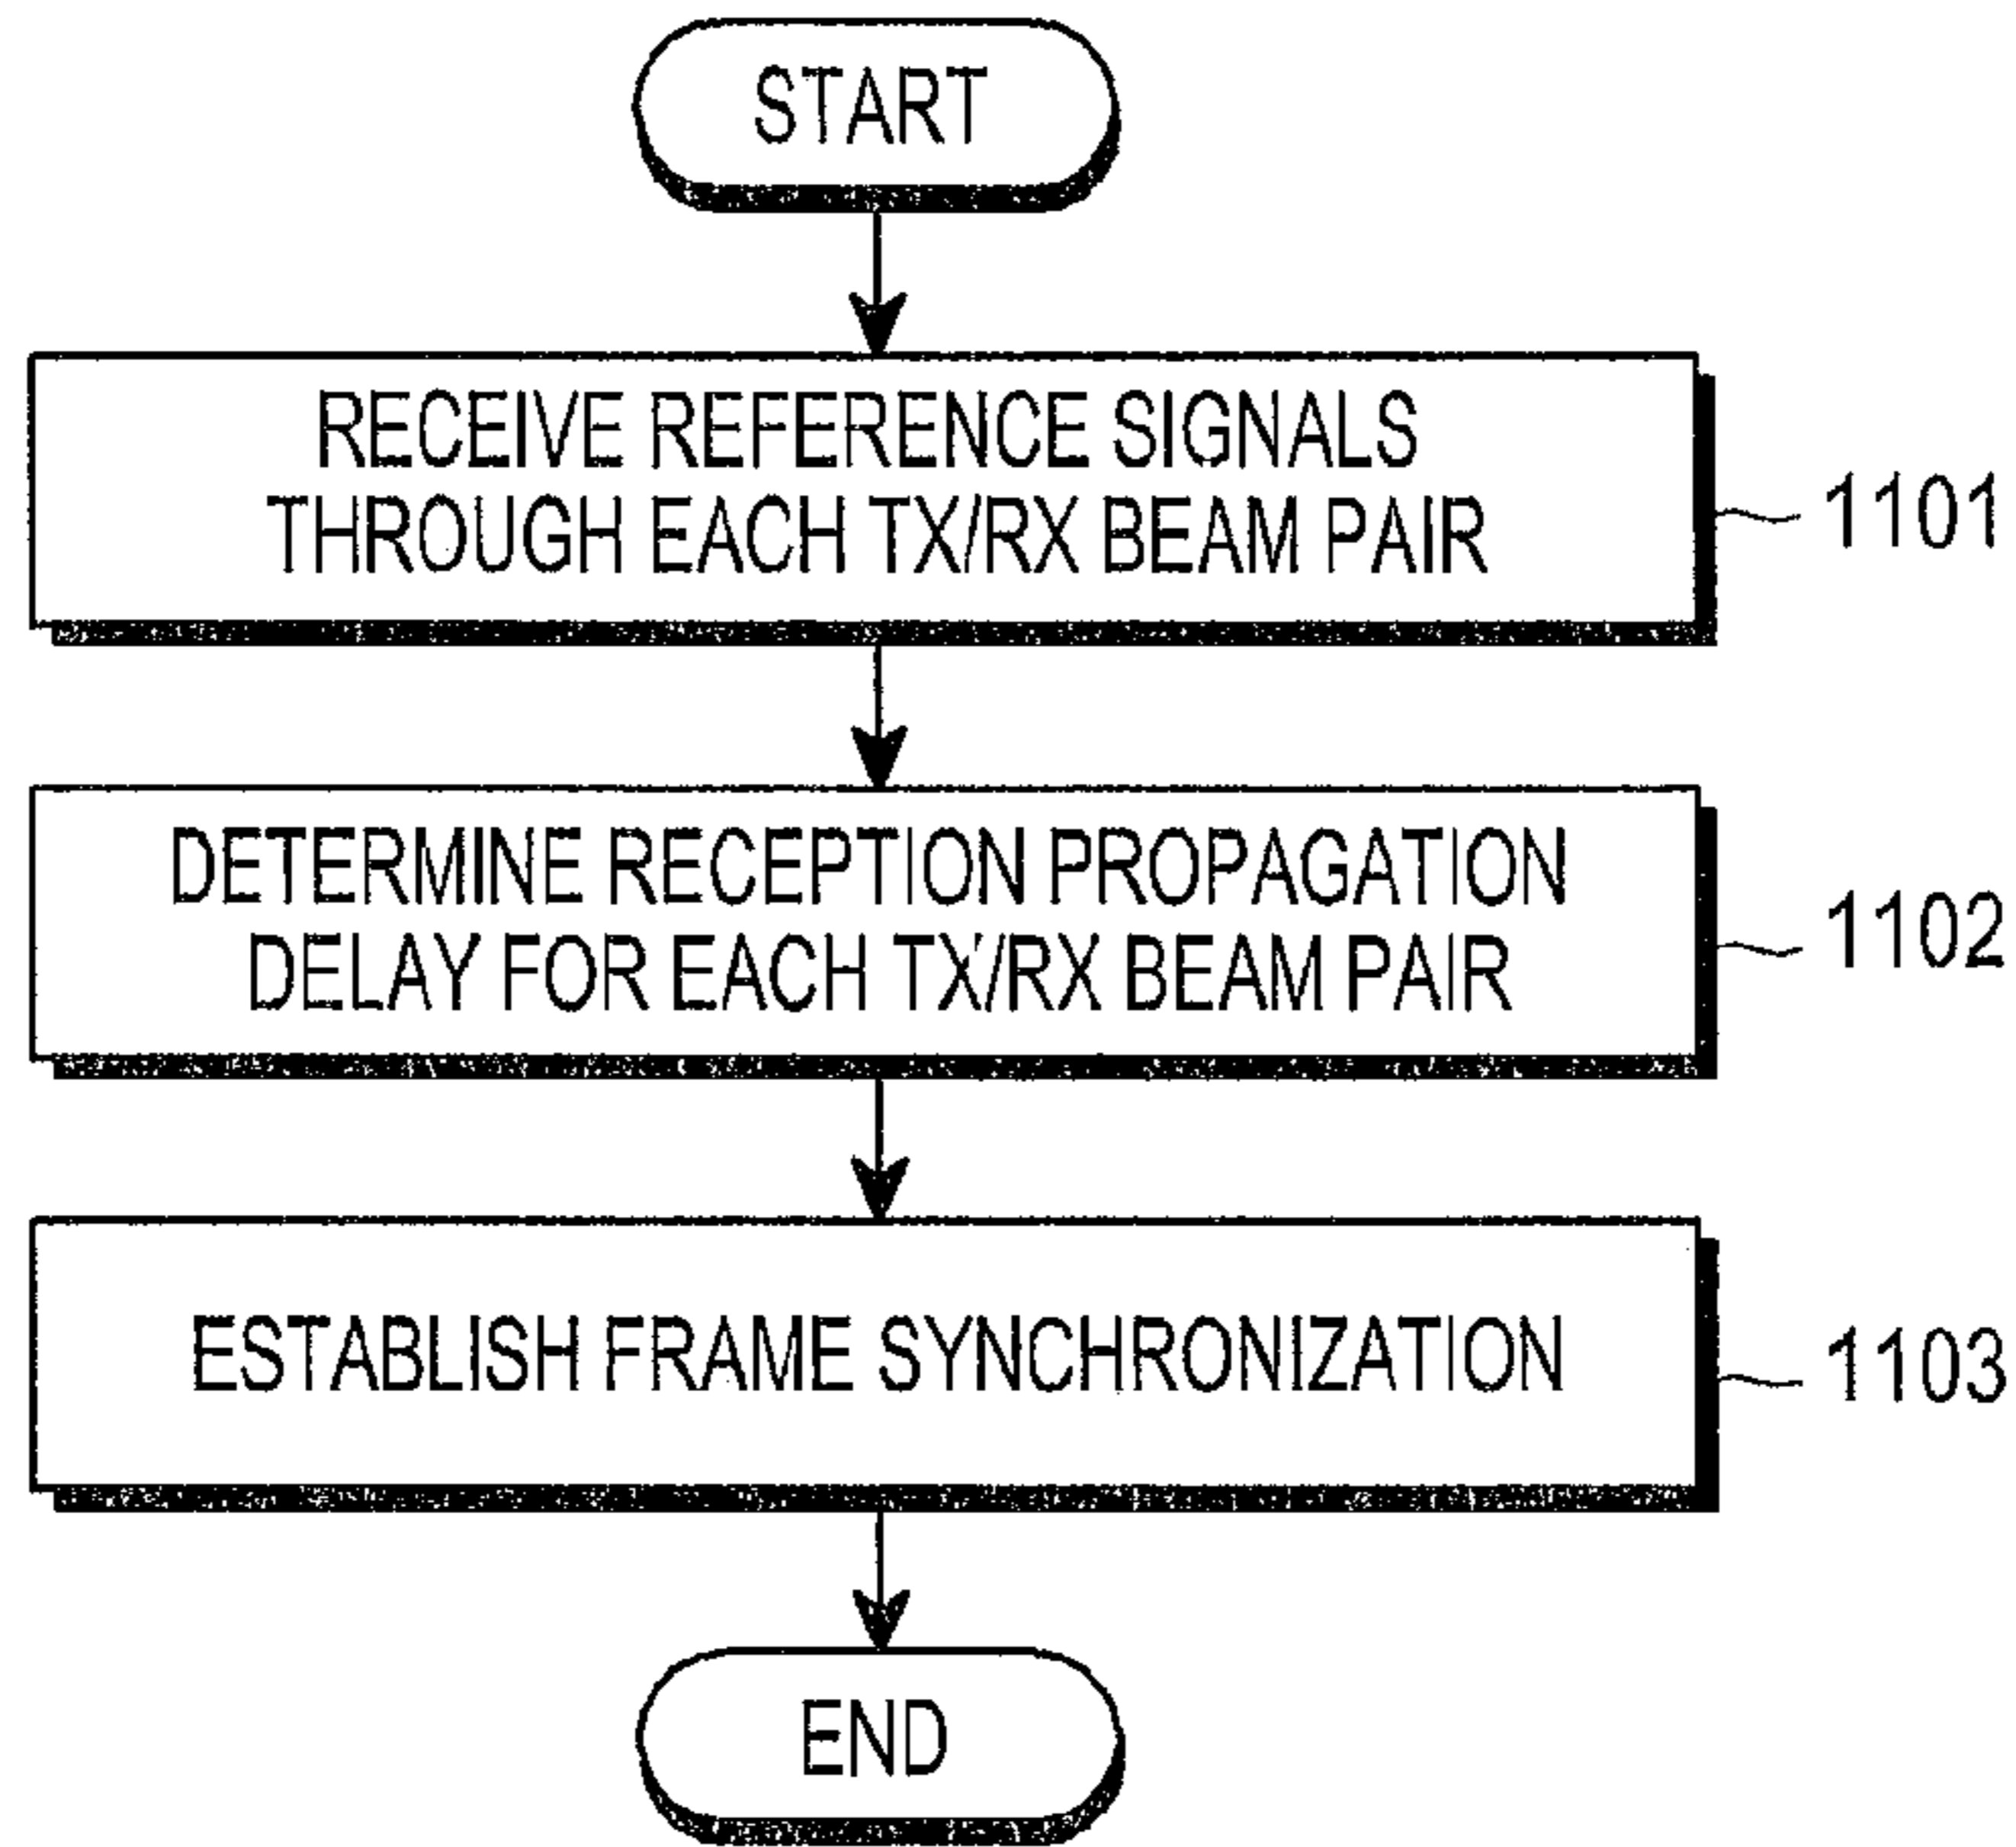 START
RECEIVE REFERENCE SIGNALS
THROUGH EACH TX/RX BEAM PAIR
1101
DETERMINE RECEPTION PROPAGATION
DELAY FOR EACH TX/RX BEAM PAIR
1102
ESTABLISH FRAME SYNCHRONIZATION
1103
END